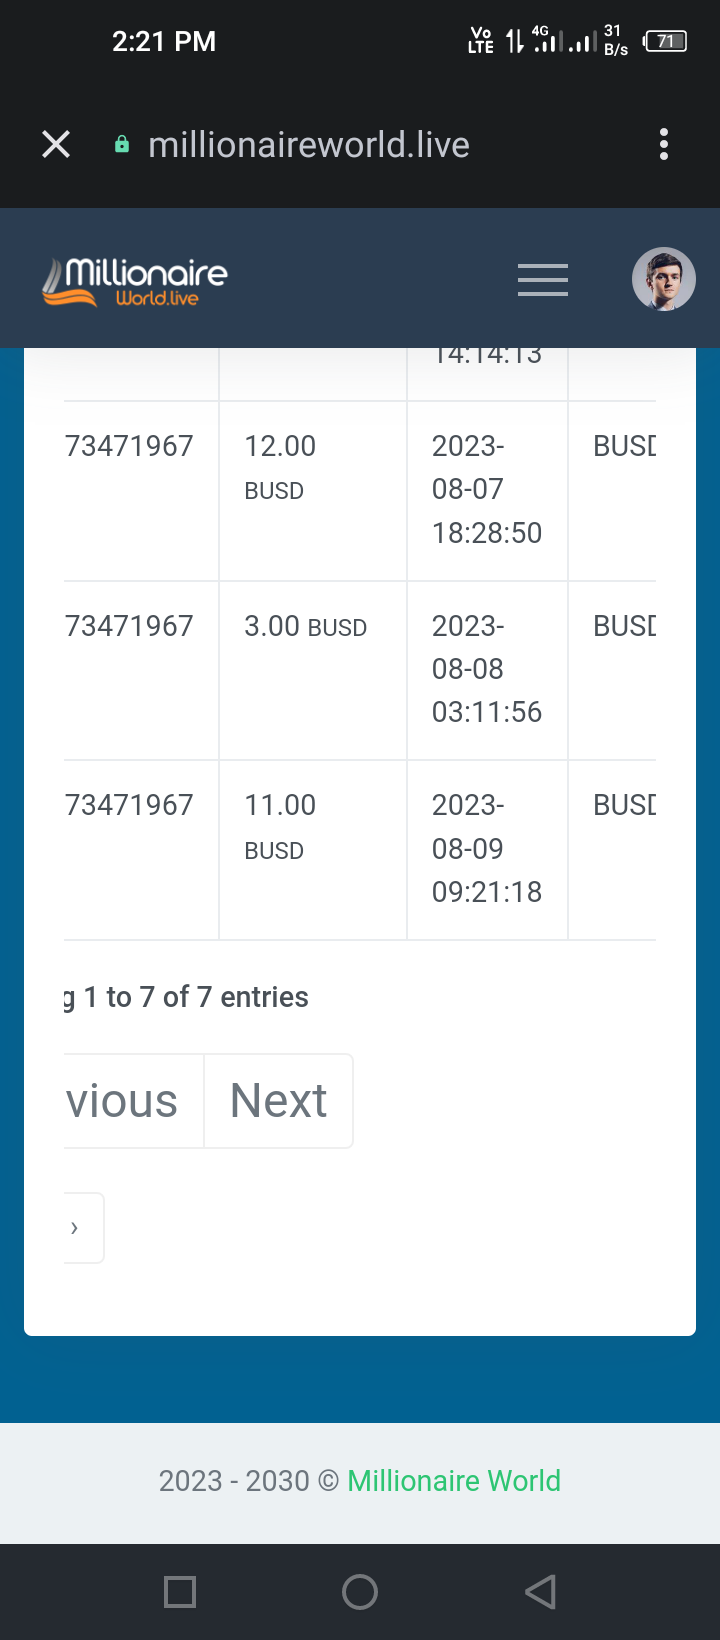 2:21 PM Vo LTE 4G 31 B/s 71
millionaireworld.live
Millionaire
World.live
14:14:13
73471967 12.00 BUSD 2023-08-07 18:28:50 BUSD
73471967 3.00 BUSD 2023-08-08 03:11:56 BUSD
73471967 11.00 BUSD 2023-08-09 09:21:18 BUSD
g 1 to 7 of 7 entries
vious Next
›
2023 - 2030 © Millionaire World